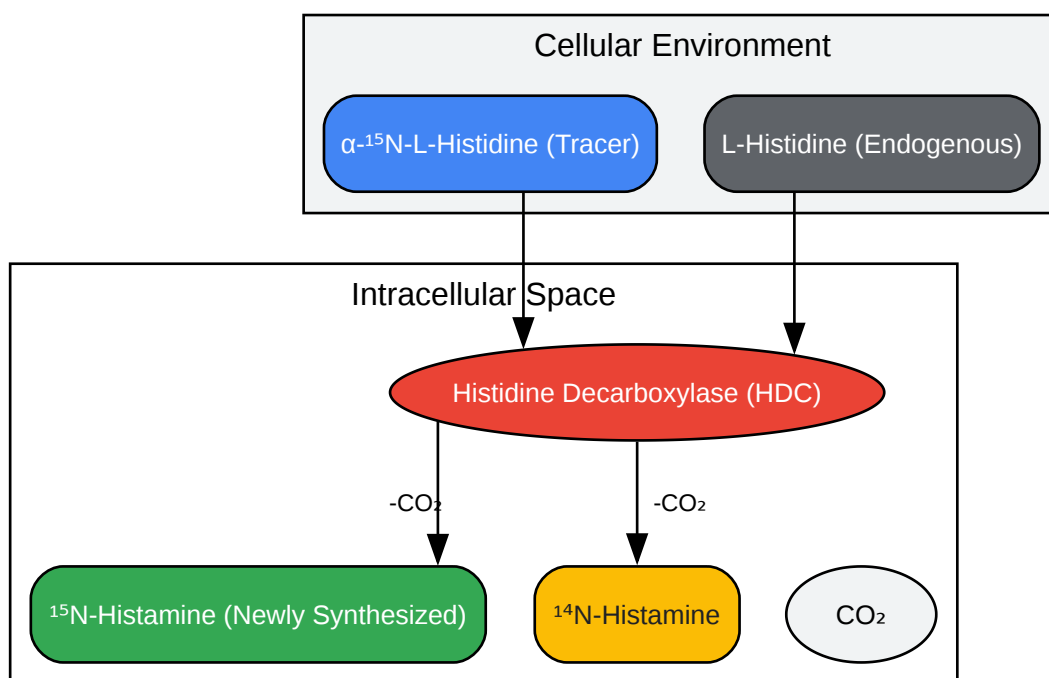 Cellular Environment
α-¹⁵N-L-Histidine (Tracer)
L-Histidine (Endogenous)
Intracellular Space
Histidine Decarboxylase (HDC)
-CO₂
-CO₂
¹⁵N-Histamine (Newly Synthesized)
¹⁴N-Histamine
CO₂